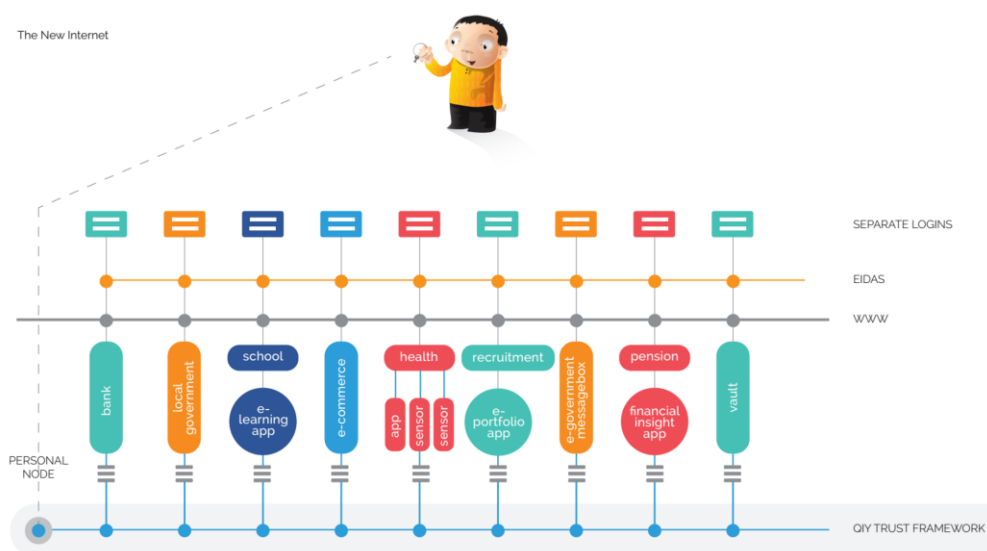 The New Internet
SEPARATE LOGINS
EIDAS
WWW
bank
local
government
school
e-
learning
app
e-commerce
health
app
sensor
sensor
recruitment
e-
portfolio
app
e-government
messagebox
pension
financial
insight
app
vault
PERSONAL
NODE
QIY TRUST FRAMEWORK